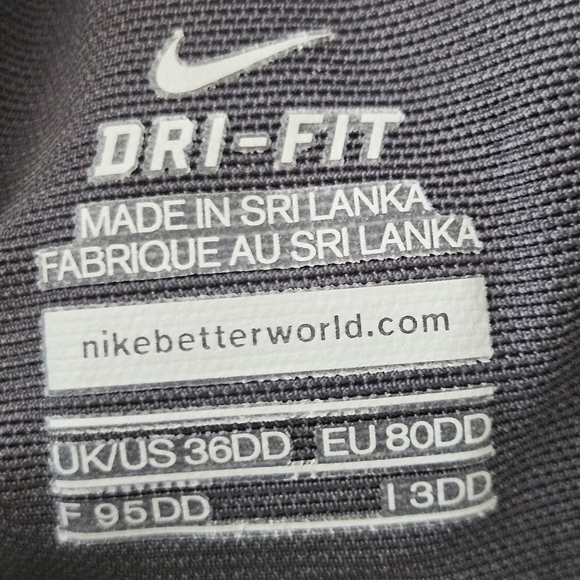 DRI-FIT
MADE IN SRI LANKA
FABRIQUE AU SRI LANKA
nikebetterworld.com
UK/US 36DD EU 80DD
F 95DD I 3DD